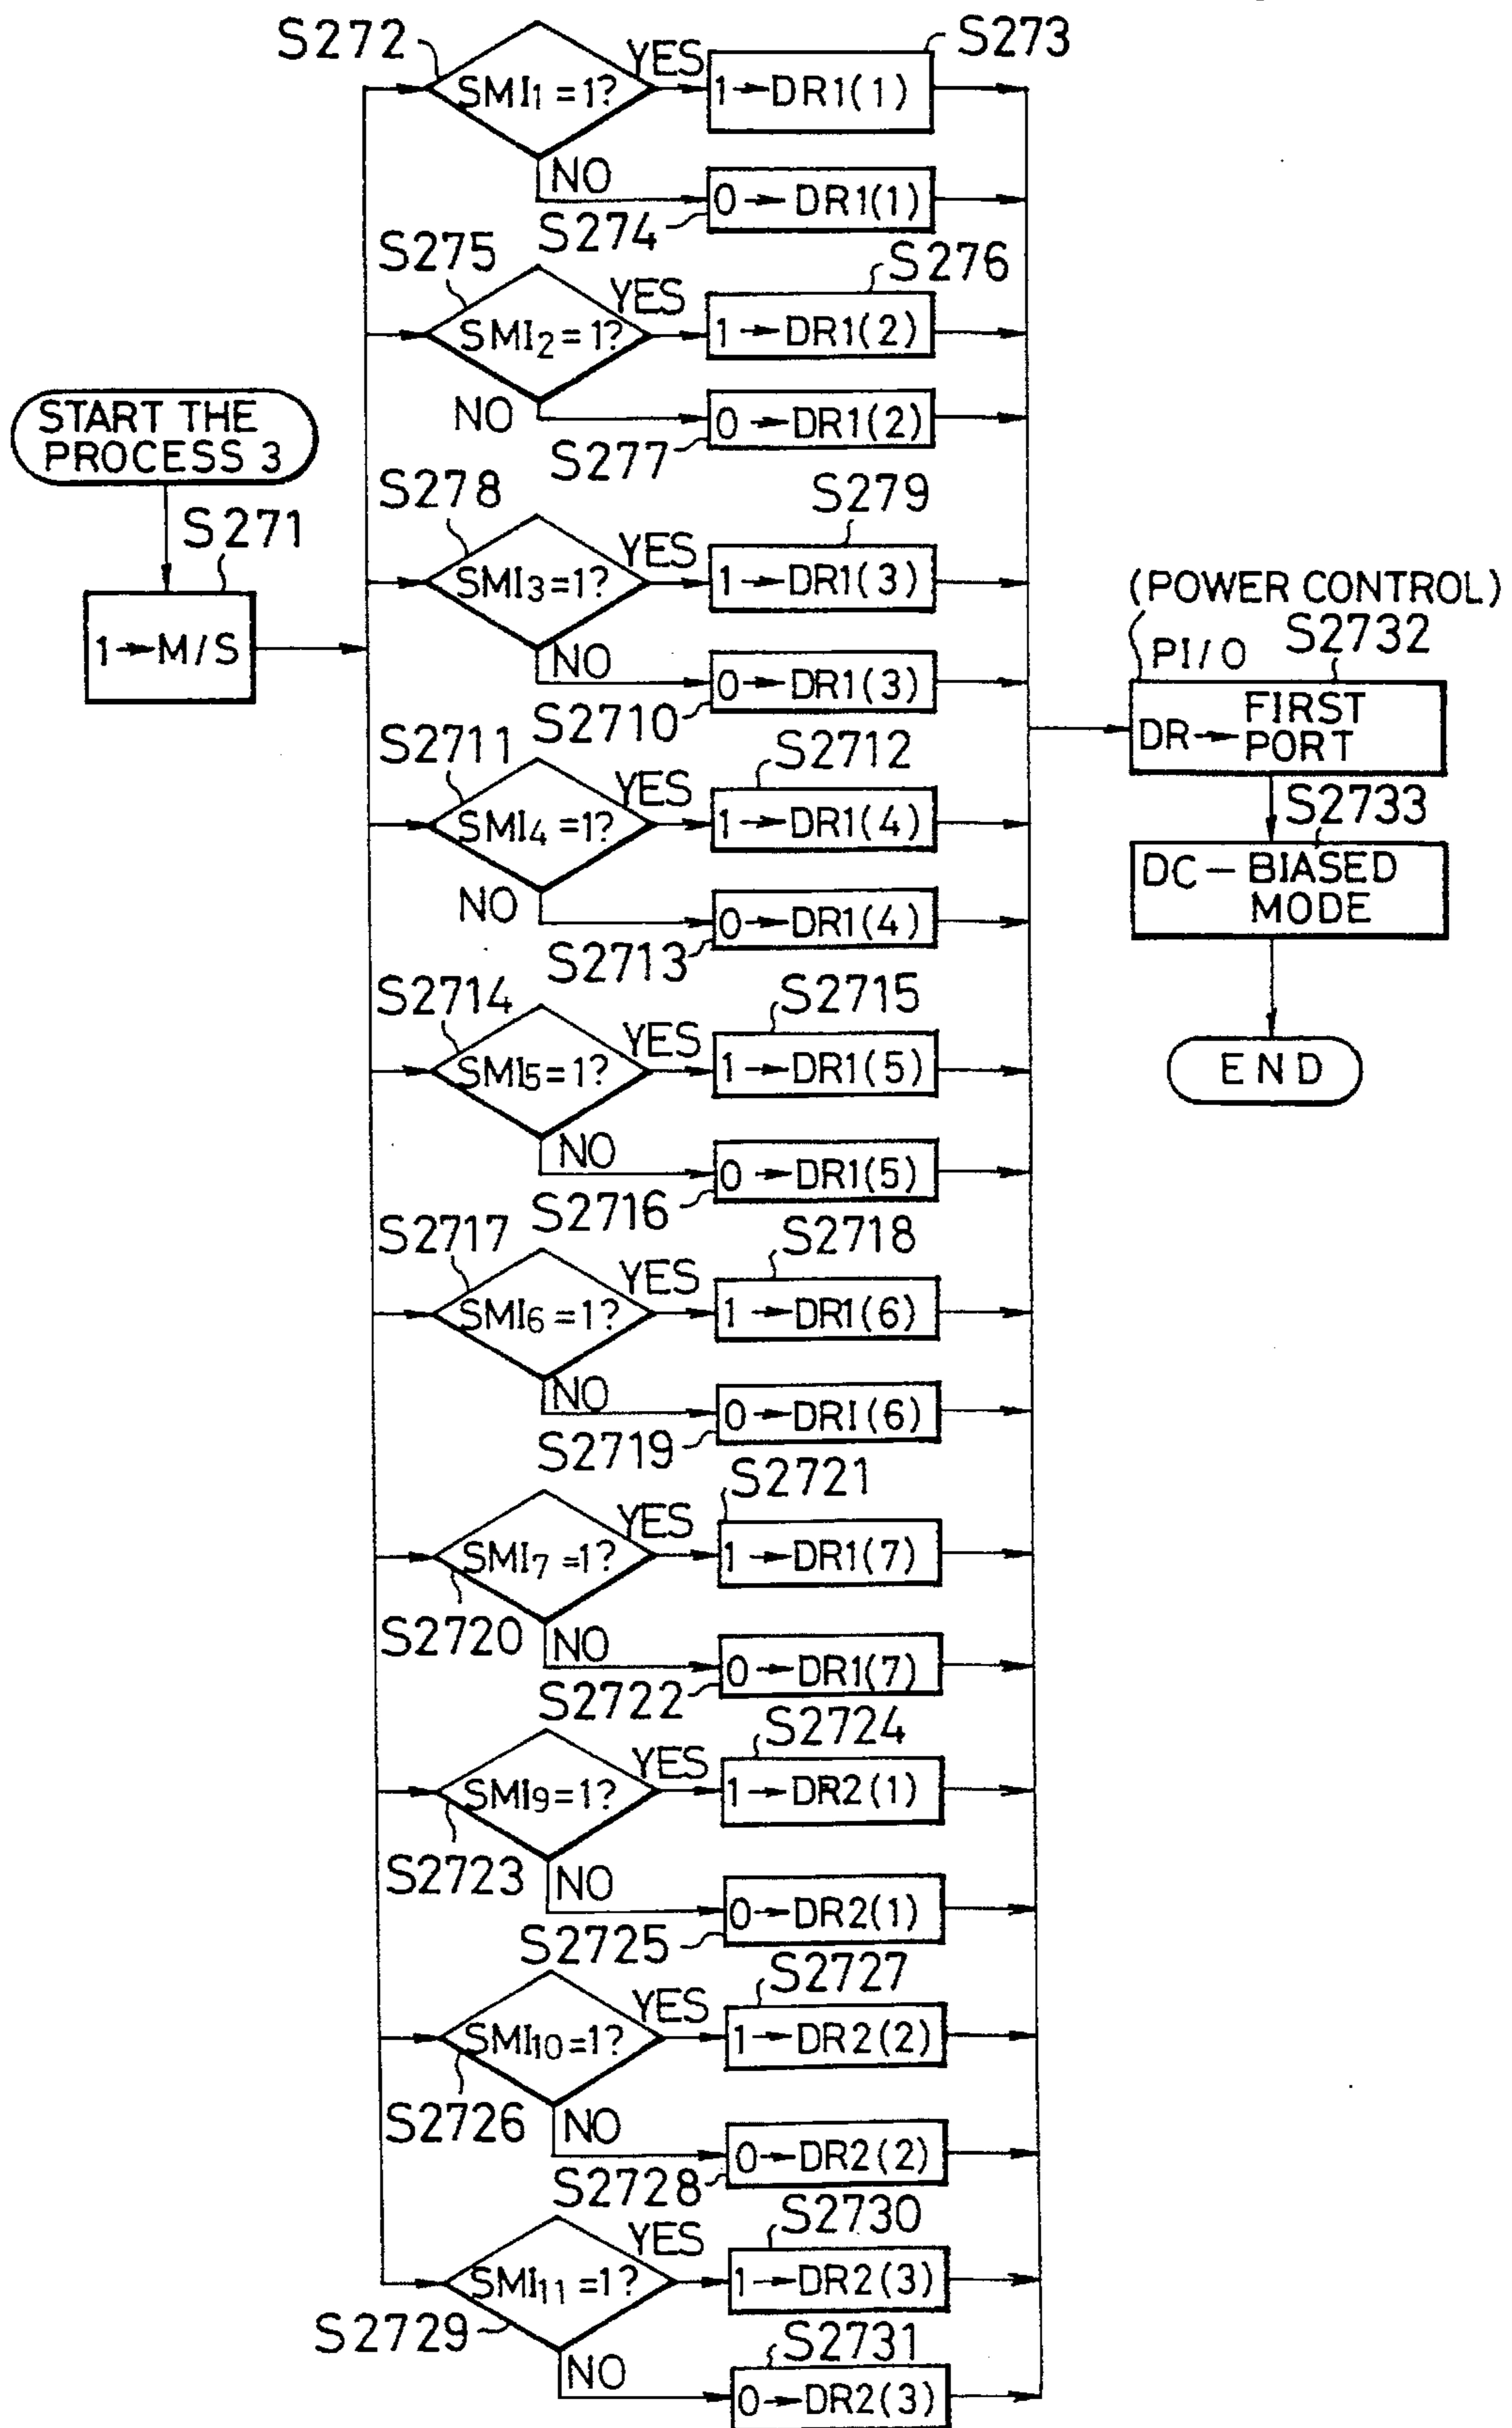 START THE
PROCESS 3
S271
1→M/S
S272
SMI1 = 1?
YES
S273
1→DR1(1)
NO
0→DR1(1)
S274
S275
SMI2 = 1?
YES
S276
1→DR1(2)
NO
0→DR1(2)
S277
S278
SMI3 = 1?
YES
S279
1→DR1(3)
NO
0→DR1(3)
S2710
S2711
SMI4 = 1?
YES
S2712
1→DR1(4)
NO
0→DR1(4)
S2713
S2714
SMI5 = 1?
YES
S2715
1→DR1(5)
NO
0→DR1(5)
S2716
S2717
SMI6 = 1?
YES
S2718
1→DR1(6)
NO
0→DRI(6)
S2719
SMI7 = 1?
YES
S2721
1→DR1(7)
S2720
NO
0→DR1(7)
S2722
SMI9 = 1?
YES
S2724
1→DR2(1)
S2723
NO
0→DR2(1)
S2725
SMI10 = 1?
YES
S2727
1→DR2(2)
S2726
NO
0→DR2(2)
S2728
SMI11 = 1?
YES
S2730
1→DR2(3)
S2729
NO
S2731
0→DR2(3)
(POWER CONTROL)
PI/O
S2732
DR→FIRST
PORT
S2733
DC-BIASED
MODE
END